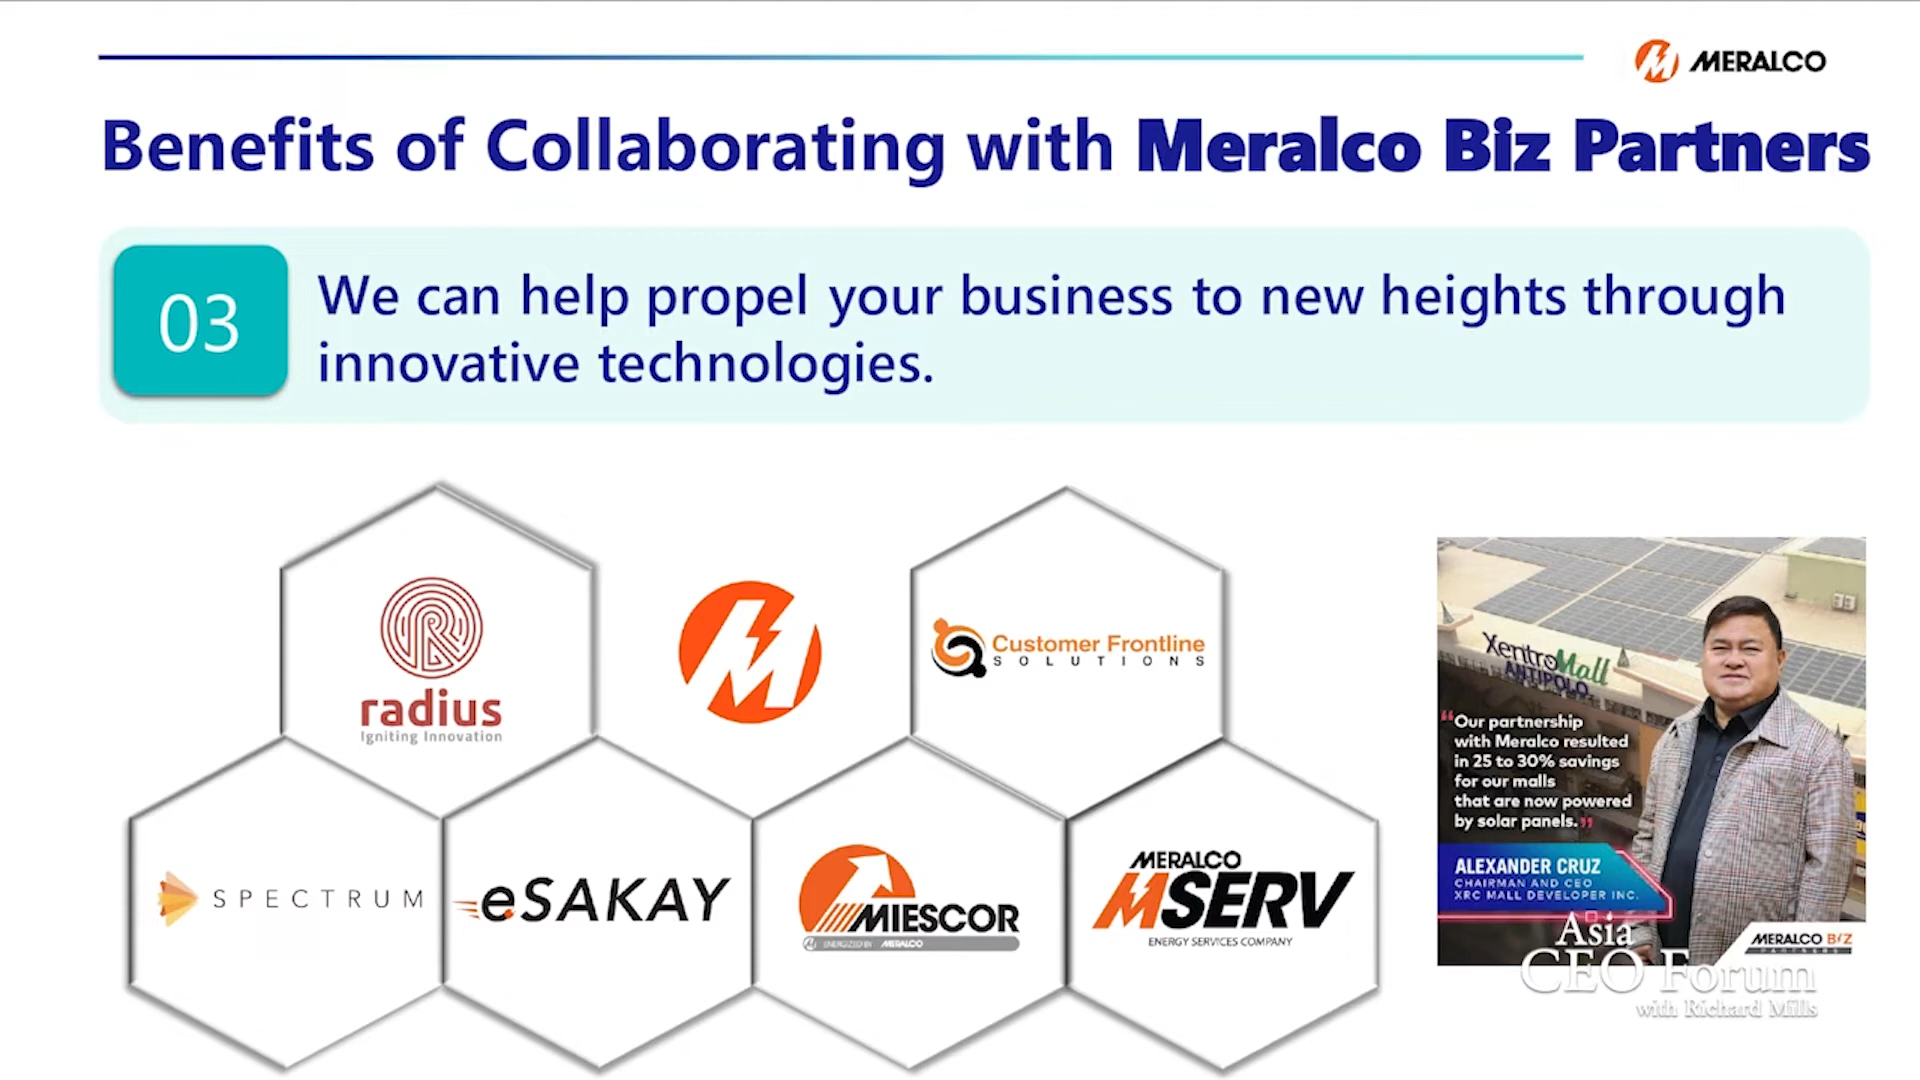 MERALCO
Benefits of Collaborating with Meralco Biz Partners
03
We can help propel your business to new heights through
innovative technologies.
radius
Igniting Innovation
Customer Frontline
SOLUTIONS
SPECTRUM
eSAKAY
MIESCOR
ENERGIZED BY MERALCO
MERALCO
MSERV
ENERGY SERVICES COMPANY
XentroMall
ANTIPOLO
"Our partnership
with Meralco resulted
in 25 to 30% savings
for our malls
that are now powered
by solar panels."
ALEXANDER CRUZ
CHAIRMAN AND CEO
XRC MALL DEVELOPER INC.
MERALCO BIZ
PARTNERS
Asia
CEO Forum
with Richard Mills